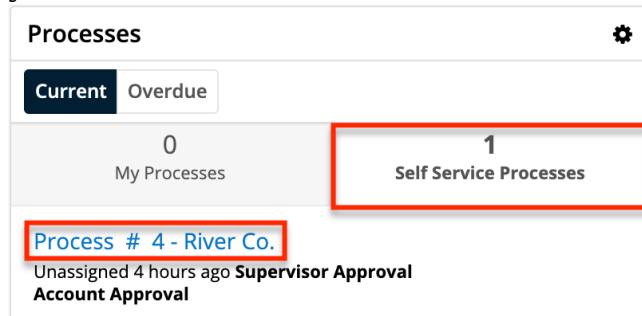 Processes
Current Overdue
0
My Processes
1
Self Service Processes
Process # 4 - River Co.
Unassigned 4 hours ago Supervisor Approval
Account Approval